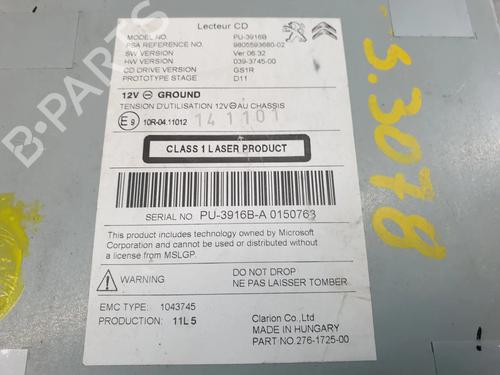 Lecteur CD
MODEL NO. PU-3916B
PSA REFERENCE NO. 9805593680-02
SW VERSION Ver 06.32
HW VERSION 039-3745-00
CD DRIVE VERSION GS1R
PROTOTYPE STAGE D11
12V ⊖ GROUND
TENSION D'UTILISATION 12V⊖AU CHASSIS
E9 10R-04.11012 141101
CLASS 1 LASER PRODUCT
SERIAL NO PU-3916B-A 0150763
This product includes technology owned by Microsoft
Corporation and cannot be used or distributed without
a license from MSLGP.
WARNING
DO NOT DROP
NE PAS LAISSER TOMBER
EMC TYPE: 1043745
PRODUCTION: 11L5
Clarion Co.,Ltd
MADE IN HUNGARY
PART NO.276-1725-00
S.3078
B-PARTS